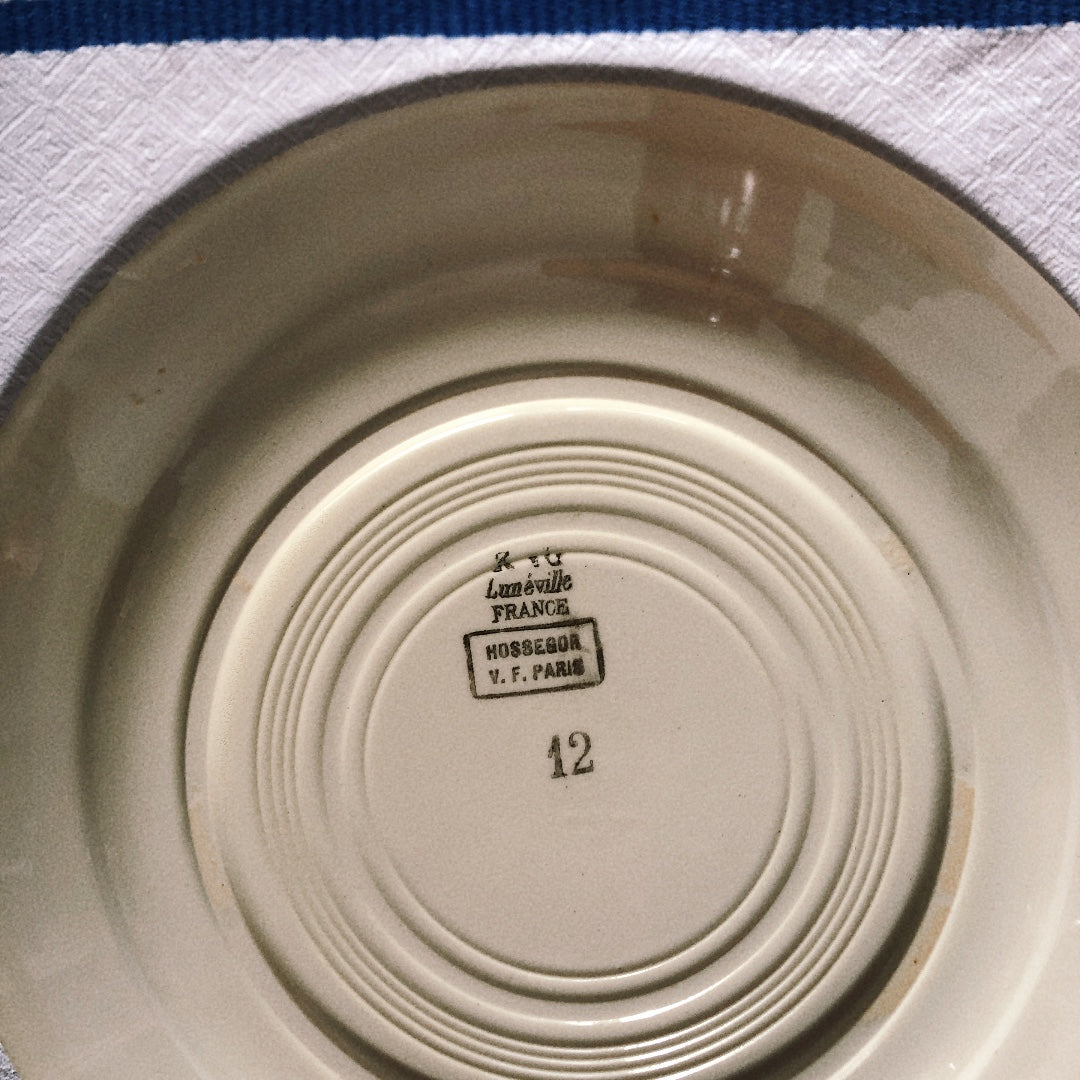 K & G
Lunéville
FRANCE
HOSSEGOR
V. F. PARIS
12